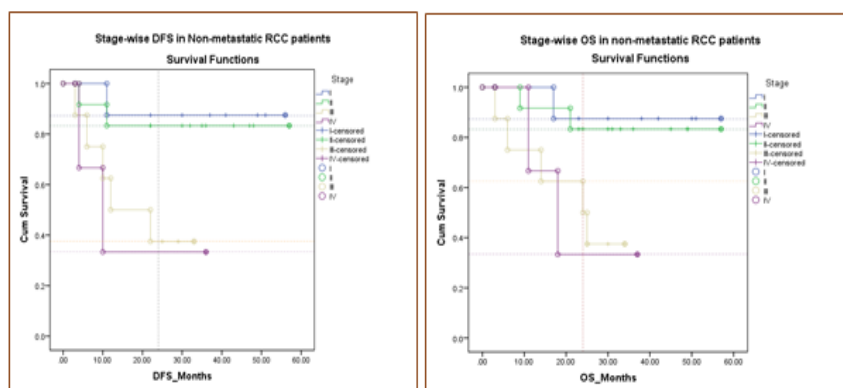 Stage-wise DFS in Non-metastatic RCC patients
Survival Functions
Stage
I
II
III
IV
I-censored
II-censored
III-censored
IV-censored
I
II
III
IV
Cum Survival
1.0
0.8
0.6
0.4
0.2
0.0
.00 10.00 20.00 30.00 40.00 50.00 60.00
DFS_Months
Stage-wise OS in non-metastatic RCC patients
Survival Functions
Stage
I
II
III
IV
I-censored
II-censored
III-censored
IV-censored
I
II
III
IV
Cum Survival
1.0
0.8
0.6
0.4
0.2
0.0
.00 10.00 20.00 30.00 40.00 50.00 60.00
OS_Months